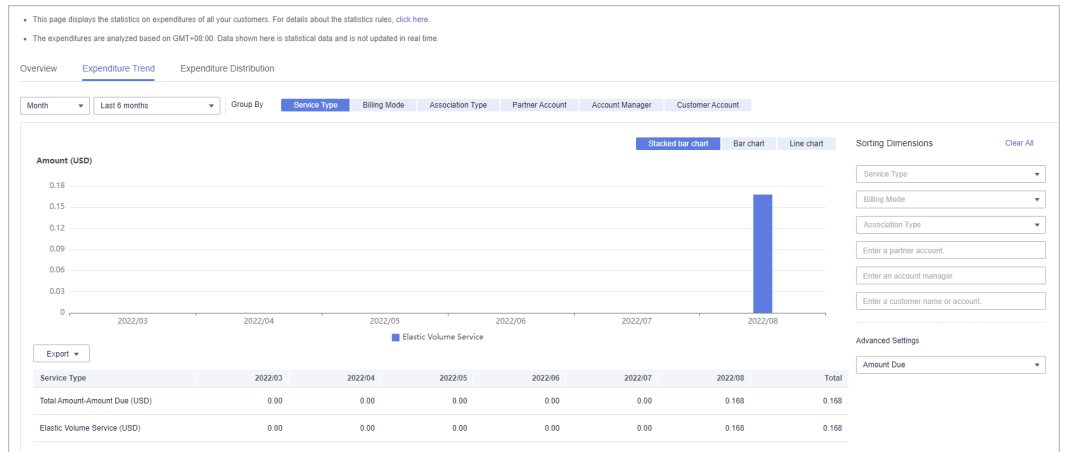 This page displays the statistics on expenditures of all your customers. For details about the statistics rules, click here.
The expenditures are analyzed based on GMT+08:00. Data shown here is statistical data and is not updated in real time.
Overview Expenditure Trend Expenditure Distribution
Month Last 6 months Group By Service Type Billing Mode Association Type Partner Account Account Manager Customer Account
Stacked bar chart Bar chart Line chart
Sorting Dimensions Clear All
Amount (USD)
0.18
0.15
0.12
0.09
0.06
0.03
0
2022/03 2022/04 2022/05 2022/06 2022/07 2022/08
Elastic Volume Service
Service Type
Billing Mode
Association Type
Enter a partner account.
Enter an account manager.
Enter a customer name or account.
Advanced Settings
Amount Due
Export
Service Type 2022/03 2022/04 2022/05 2022/06 2022/07 2022/08 Total
Total Amount-Amount Due (USD) 0.00 0.00 0.00 0.00 0.00 0.168 0.168
Elastic Volume Service (USD) 0.00 0.00 0.00 0.00 0.00 0.168 0.168